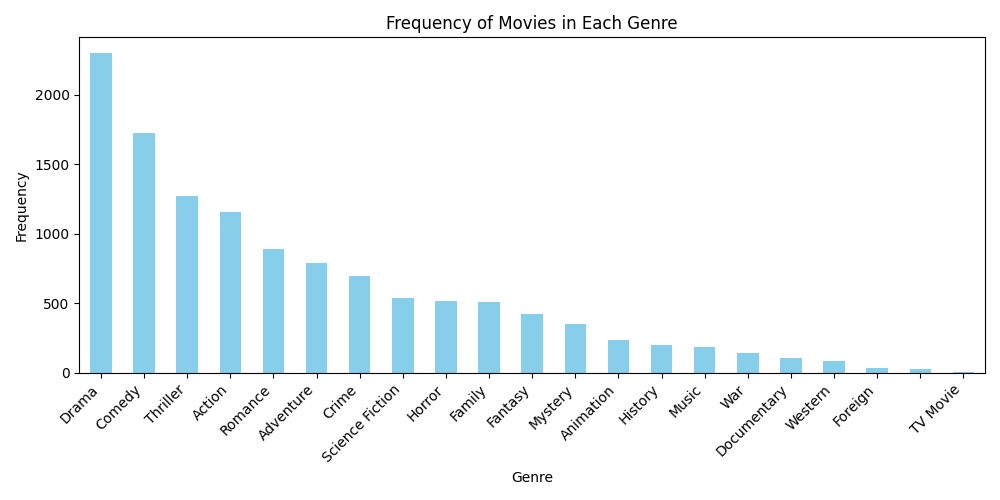 Frequency of Movies in Each Genre
Frequency
2000
1500
1000
500
0
Drama
Comedy
Thriller
Action
Romance
Adventure
Crime
Science Fiction
Horror
Family
Fantasy
Mystery
Animation
History
Music
War
Documentary
Western
Foreign
TV Movie
Genre